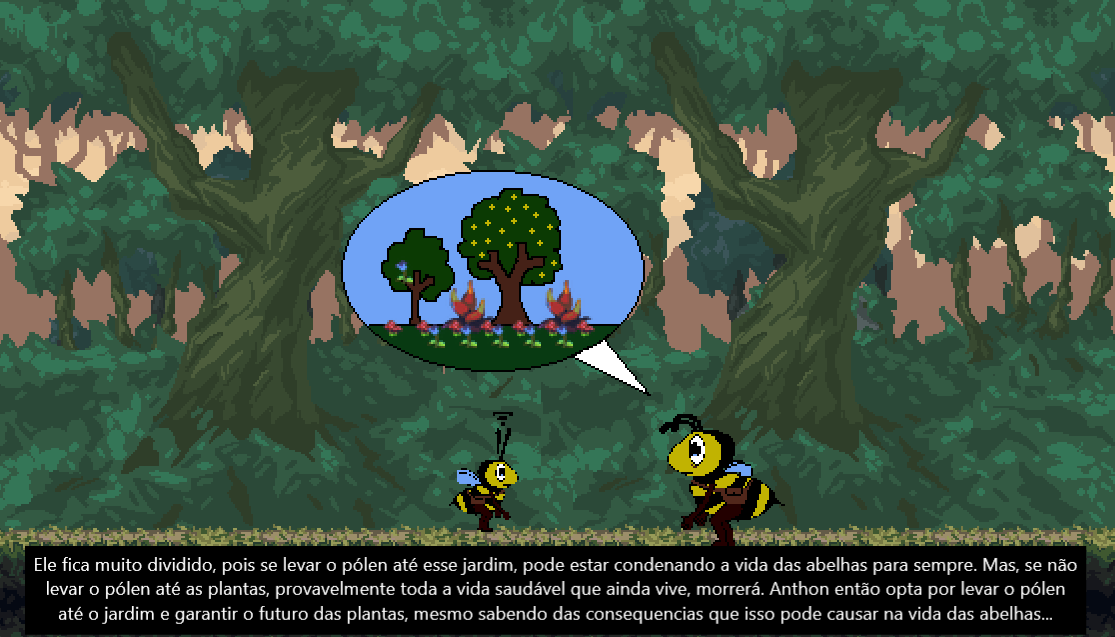 Ele fica muito dividido, pois se levar o pólen até esse jardim, pode estar condenando a vida das abelhas para sempre. Mas, se não
levar o pólen até as plantas, provavelmente toda a vida saudável que ainda vive, morrerá. Anthon então opta por levar o pólen
até o jardim e garantir o futuro das plantas, mesmo sabendo das consequencias que isso pode causar na vida das abelhas...